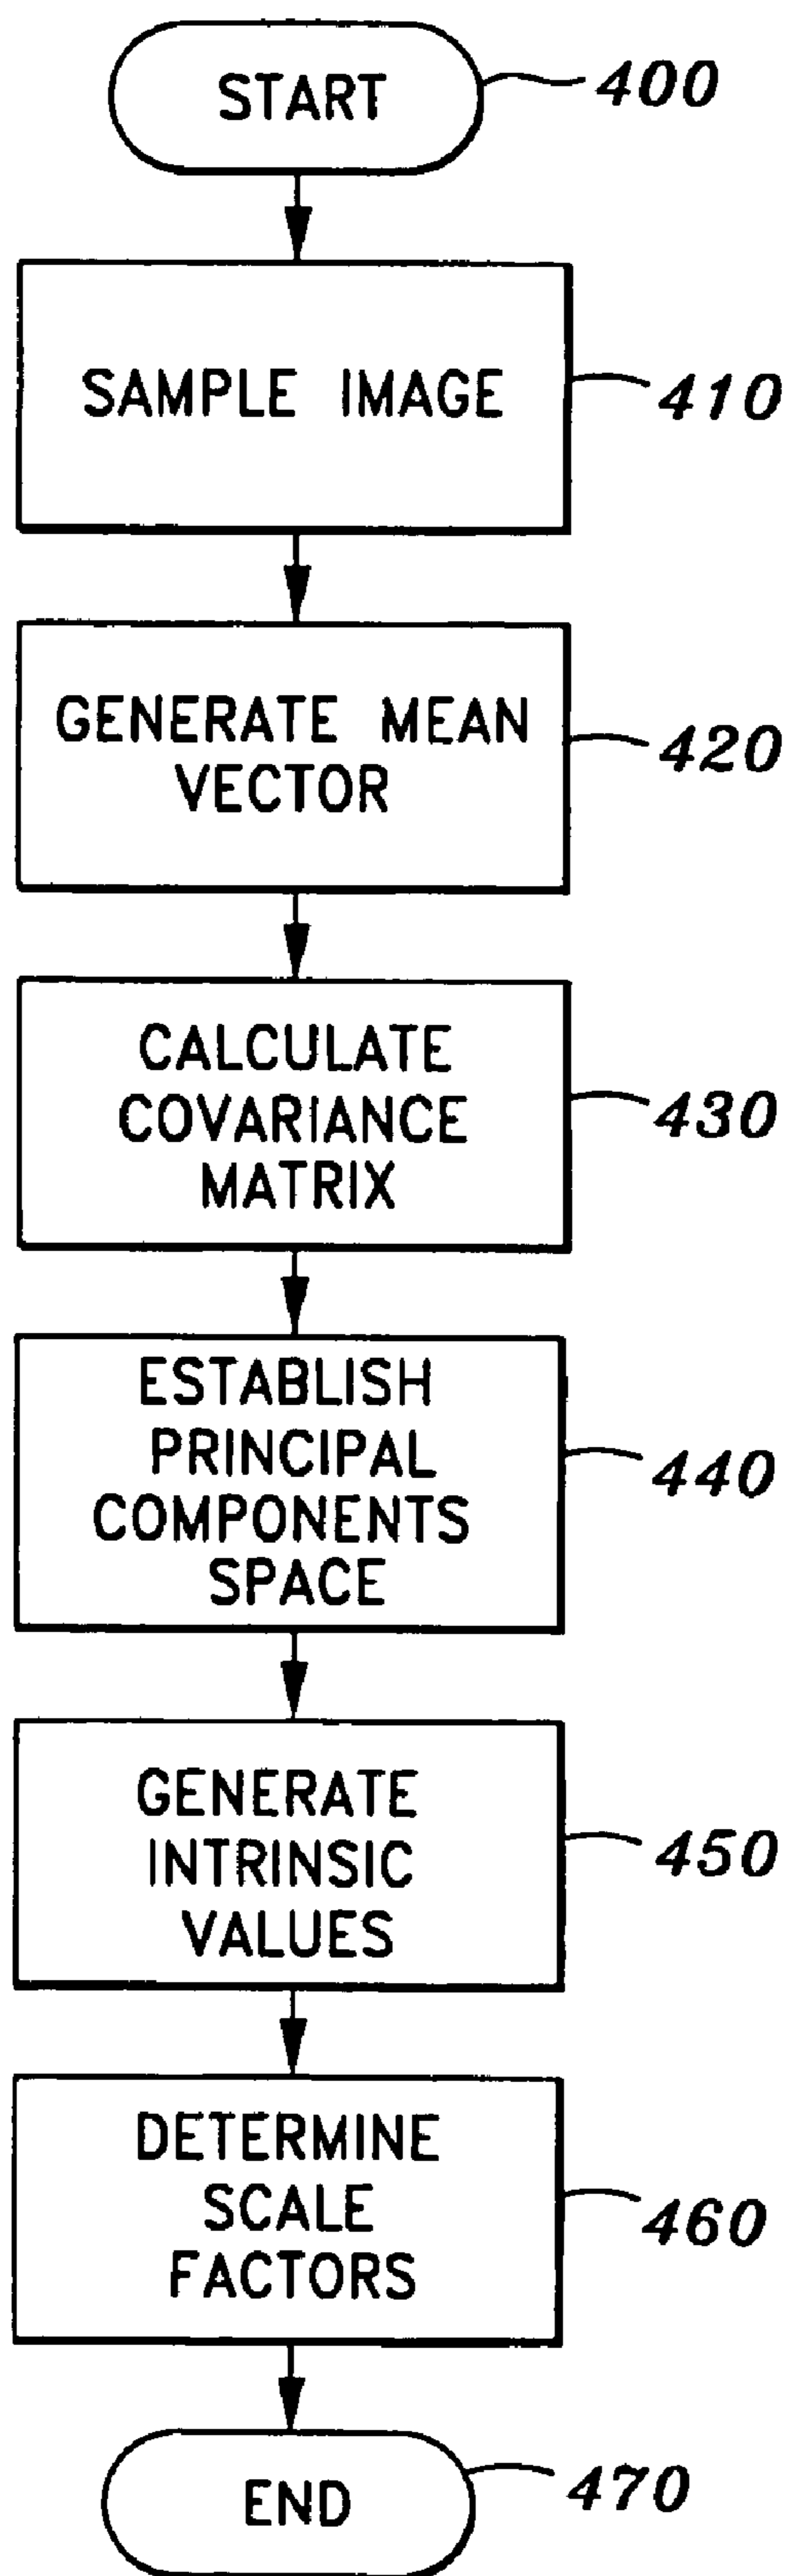 START
400
SAMPLE IMAGE
410
GENERATE MEAN
VECTOR
420
CALCULATE
COVARIANCE
MATRIX
430
ESTABLISH
PRINCIPAL
COMPONENTS
SPACE
440
GENERATE
INTRINSIC
VALUES
450
DETERMINE
SCALE
FACTORS
460
END
470